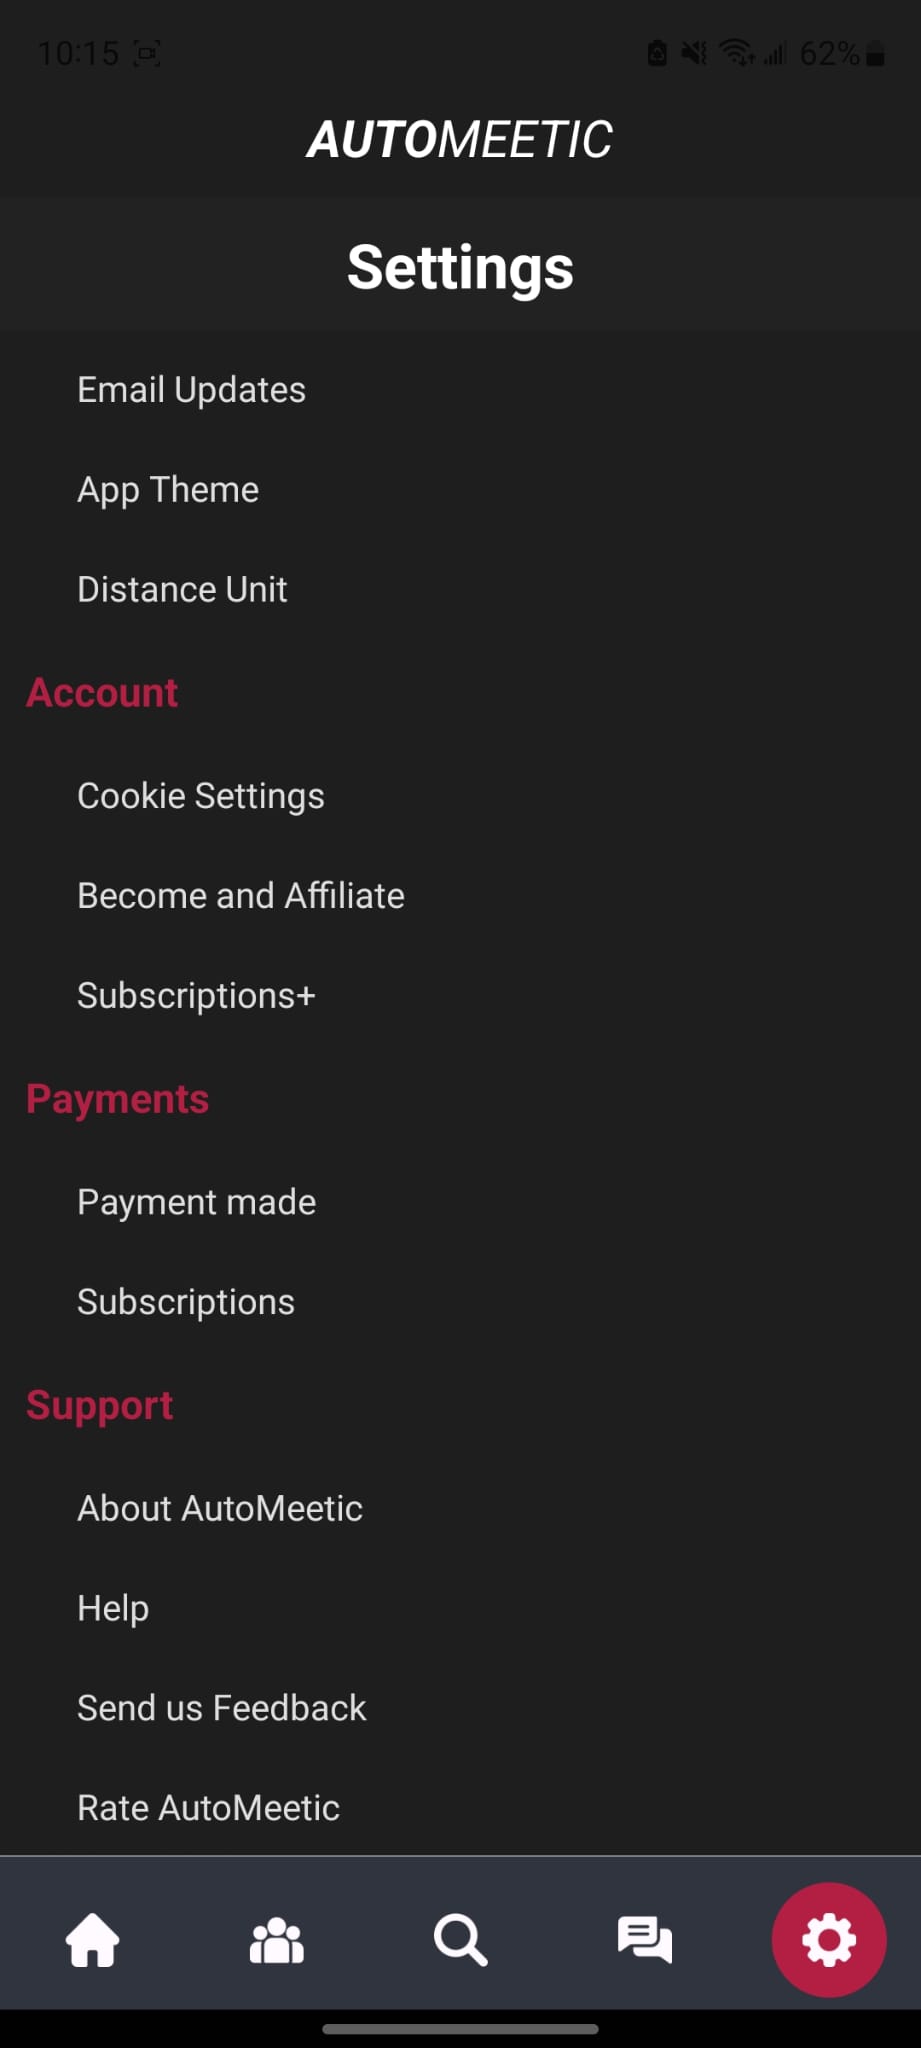 10:15
62%
AUTOMEETIC
Settings
Email Updates
App Theme
Distance Unit
Account
Cookie Settings
Become and Affiliate
Subscriptions+
Payments
Payment made
Subscriptions
Support
About AutoMeetic
Help
Send us Feedback
Rate AutoMeetic